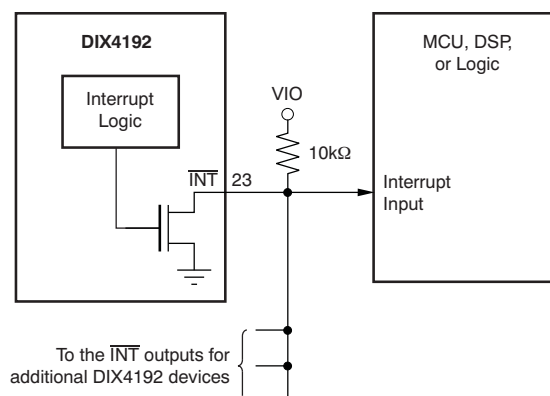 DIX4192
Interrupt
Logic
INT
23
VIO
10kΩ
MCU, DSP,
or Logic
Interrupt
Input
To the INT outputs for
additional DIX4192 devices